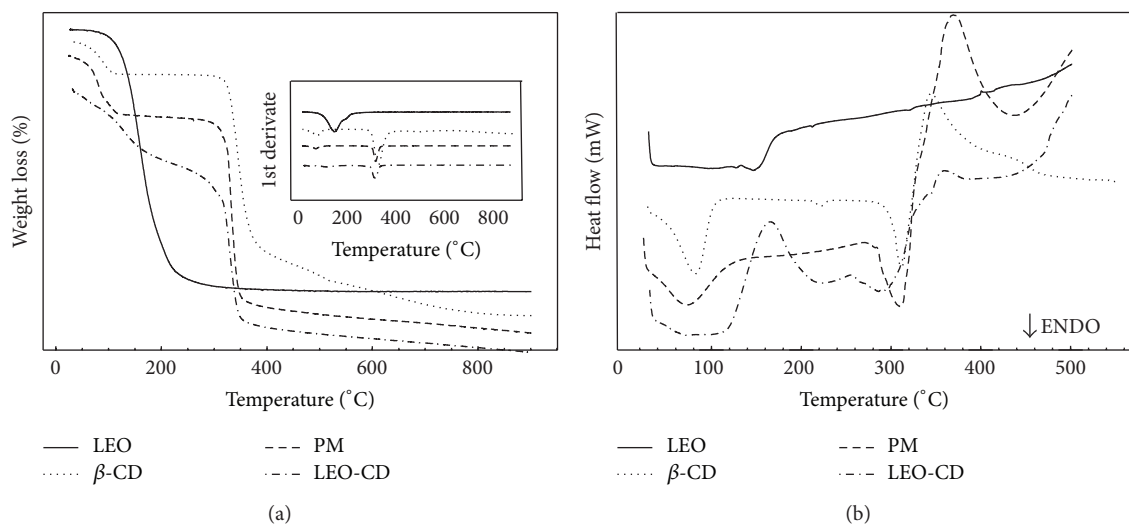 Weight loss (%)
1st derivate
0 200 400 600 800
Temperature (°C)
0 200 400 600 800
Temperature (°C)
LEO
β-CD
PM
LEO-CD
(a)
Heat flow (mW)
ENDO
0 100 200 300 400 500
Temperature (°C)
LEO
β-CD
PM
LEO-CD
(b)